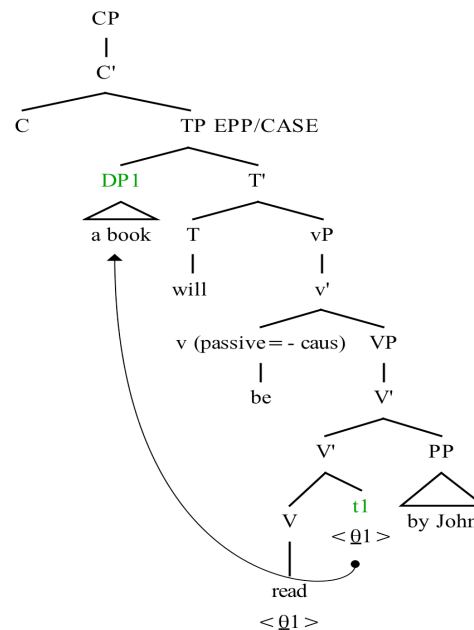 CP
C'
C TP EPP/CASE
DP1 T'
a book T vP
will v'
v (passive= - caus) VP
be V'
V' PP
V t1 by John
<θ1>
read
<θ1>